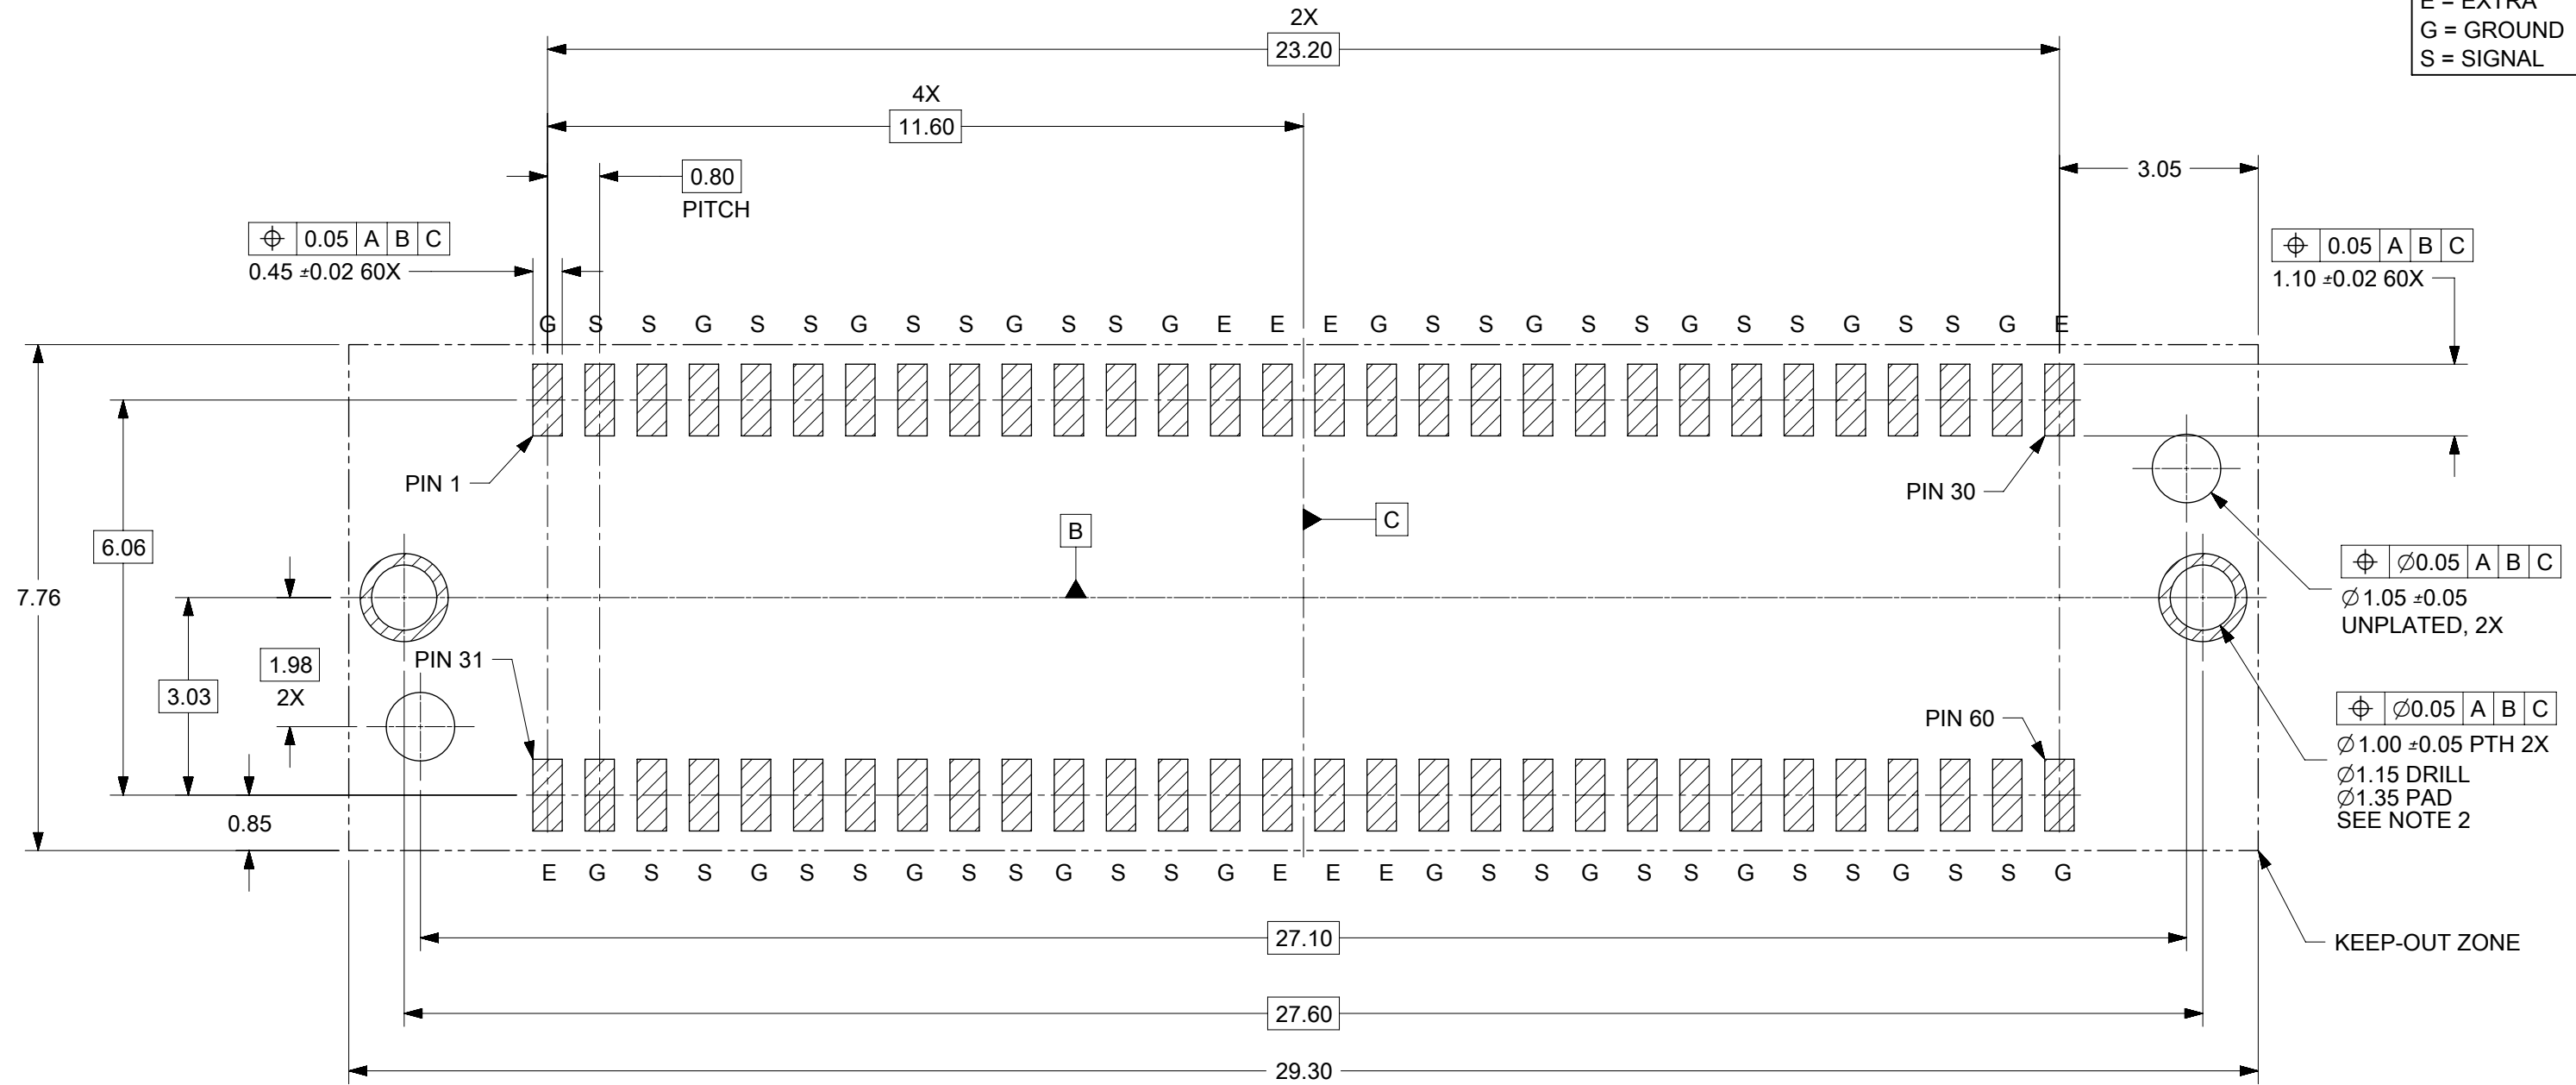 E = EXTRA
G = GROUND
S = SIGNAL
2X
23.20
4X
11.60
0.80
PITCH
3.05
⌖ 0.05 A B C
0.45 ±0.02 60X
⌖ 0.05 A B C
1.10 ±0.02 60X
G S S G S S G S S G S S G E E E G S S G S S G S S G S S G E
PIN 1
PIN 30
B
C
6.06
7.76
1.98
2X
3.03
0.85
PIN 31
PIN 60
⌖ ∅0.05 A B C
∅1.05 ±0.05
UNPLATED, 2X
⌖ ∅0.05 A B C
∅1.00 ±0.05 PTH 2X
∅1.15 DRILL
∅1.35 PAD
SEE NOTE 2
E G S S G S S G S S G S S G E E E G S S G S S G S S G S S G
27.10
KEEP-OUT ZONE
27.60
29.30